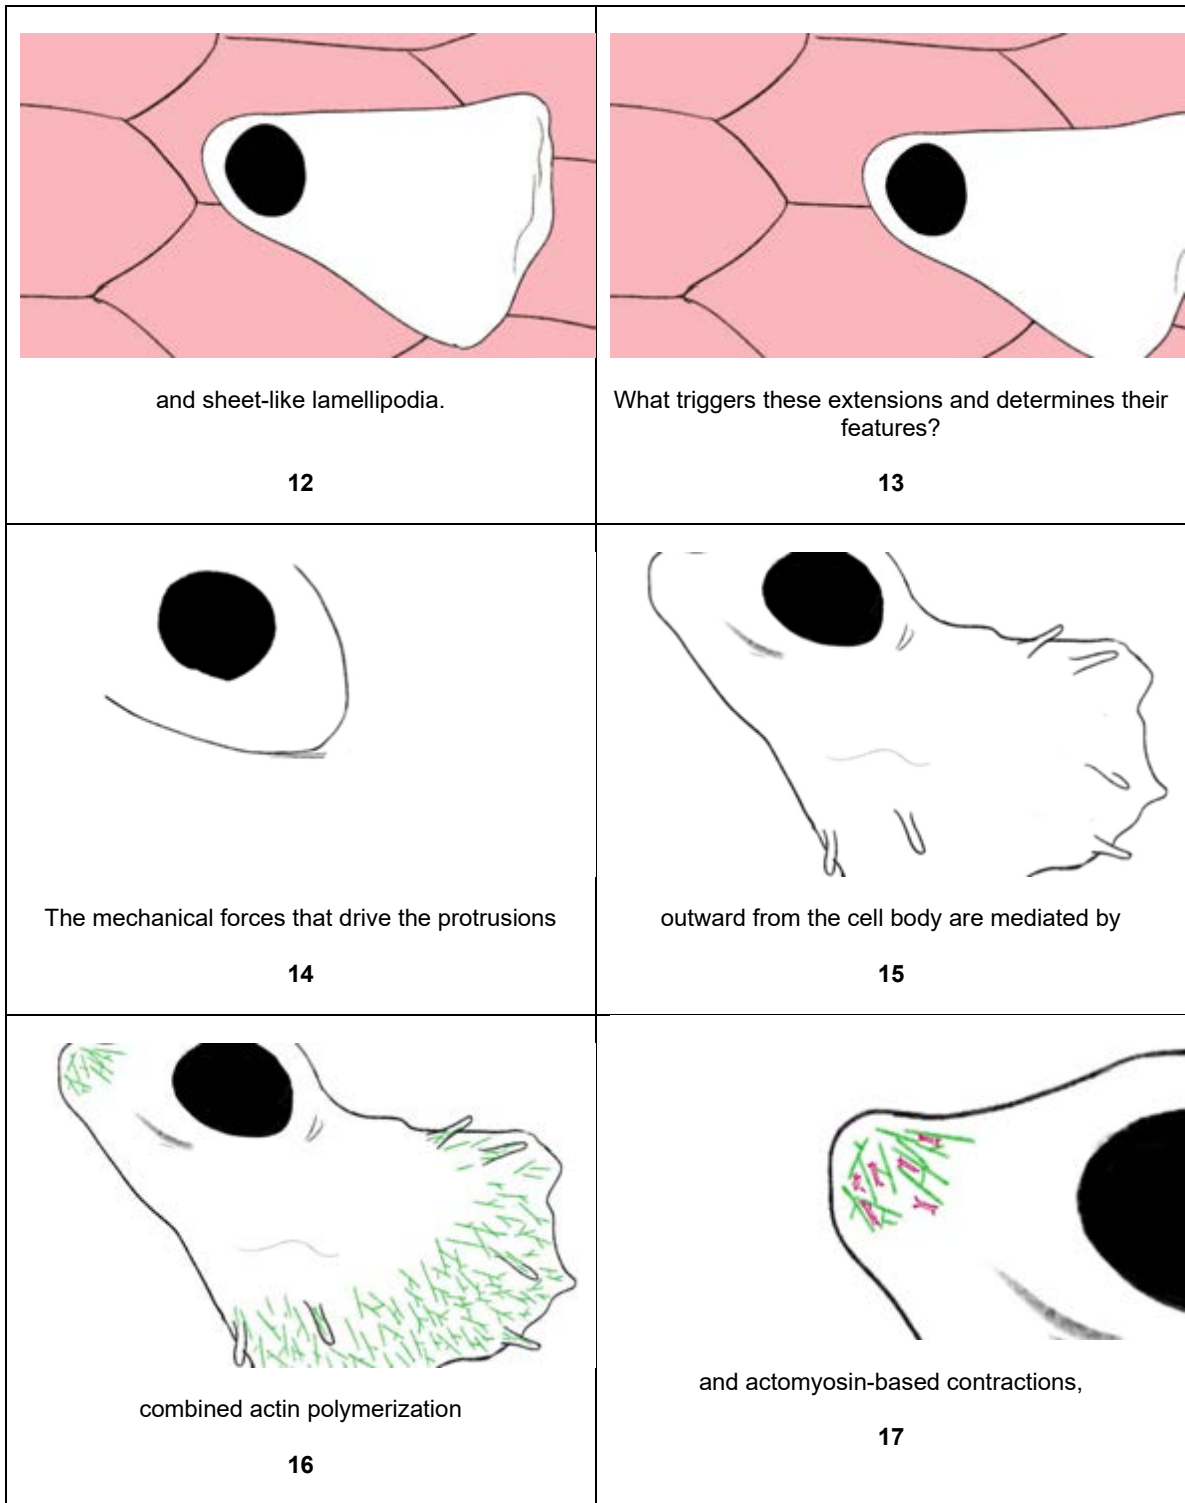 and sheet-like lamellipodia.
12
What triggers these extensions and determines their
features?
13
The mechanical forces that drive the protrusions
14
outward from the cell body are mediated by
15
combined actin polymerization
16
and actomyosin-based contractions,
17